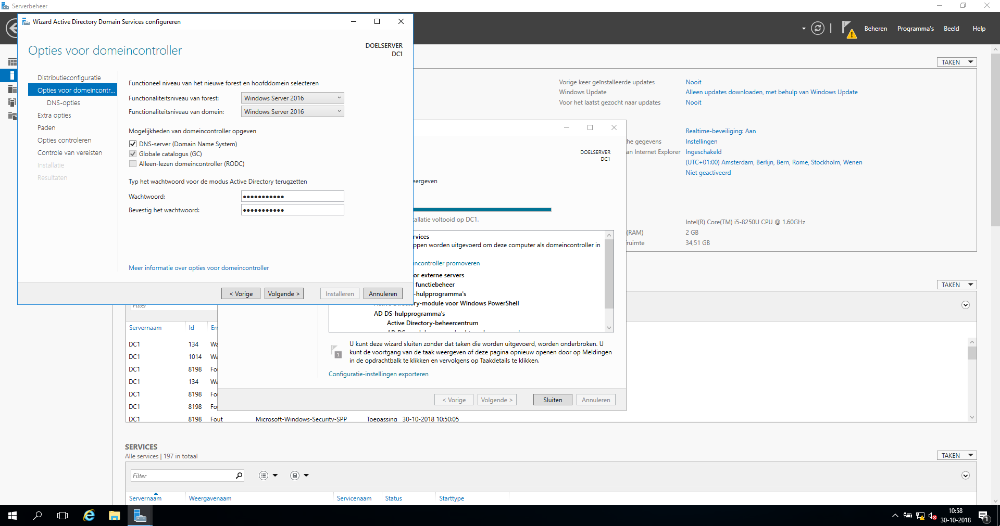 Serverbeheer
Beheren
Programma's
Beeld
Help
Wizard Active Directory Domain Services configureren
Opties voor domeincontroller
DOELSERVER
DC1
Distributieconfiguratie
Opties voor domeincontr...
DNS-opties
Extra opties
Paden
Opties controleren
Controle van vereisten
Installatie
Resultaten
Functioneel niveau van het nieuwe forest en hoofddomein selecteren
Functionaliteitsniveau van forest: Windows Server 2016
Functionaliteitsniveau van domein: Windows Server 2016
Mogelijkheden van domeincontroller opgeven
DNS-server (Domain Name System)
Globale catalogus (GC)
Alleen-lezen domeincontroller (RODC)
Typ het wachtwoord voor de modus Active Directory terugzetten
Wachtwoord: ●●●●●●●●●●●
Bevestig het wachtwoord: ●●●●●●●●●●●
Meer informatie over opties voor domeincontroller
< Vorige
Volgende >
Installeren
Annuleren
TAKEN
Vorige keer geïnstalleerde updates Nooit
Windows Update Alleen updates downloaden, met behulp van Windows Update
Voor het laatst gezocht naar updates Nooit
Realtime-beveiliging: Aan
che gegevens Instellingen
an Internet Explorer Ingeschakeld
(UTC+01:00) Amsterdam, Berlijn, Bern, Rome, Stockholm, Wenen
Niet geactiveerd
Intel(R) Core(TM) i5-8250U CPU @ 1.60GHz
(RAM) 2 GB
ruimte 34,51 GB
DOELSERVER
DC1
eergeven
allatie voltooid op DC1.
rvices
ppen worden uitgevoerd om deze computer als domeincontroller in
incontroller promoveren
or externe servers
functiebeheer
-hulpprogramma's
Active Directory-module voor Windows PowerShell
AD DS-hulpprogramma's
Active Directory-beheercentrum
U kunt deze wizard sluiten zonder dat taken die worden uitgevoerd, worden onderbroken. U
kunt de voortgang van de taak weergeven of deze pagina opnieuw openen door op Meldingen
in de opdrachtbalk te klikken en vervolgens op Taakdetails te klikken.
1
Configuratie-instellingen exporteren
< Vorige
Volgende >
Sluiten
Annuleren
TAKEN
Filter
Servernaam Id Err
DC1 134 Wa
DC1 1014 Wa
DC1 8198 Fo
DC1 134 Wa
DC1 8198 Fo
DC1 8198 Fo
DC1 8198 Fout Microsoft-Windows-Security-SPP Toepassing 30-10-2018 10:50:05
SERVICES
Alle services | 197 in totaal
TAKEN
Filter
Servernaam Weergavenaam Servicenaam Status Starttype
10:58
30-10-2018
1